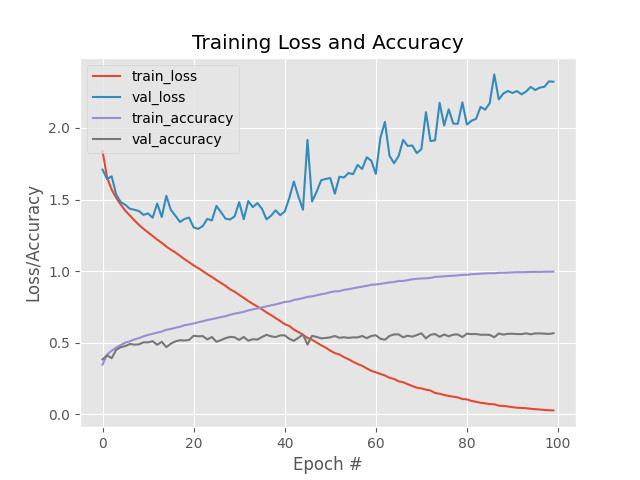 Training Loss and Accuracy
train_loss
val_loss
train_accuracy
val_accuracy
Loss/Accuracy
2.0
1.5
1.0
0.5
0.0
0 20 40 60 80 100
Epoch #